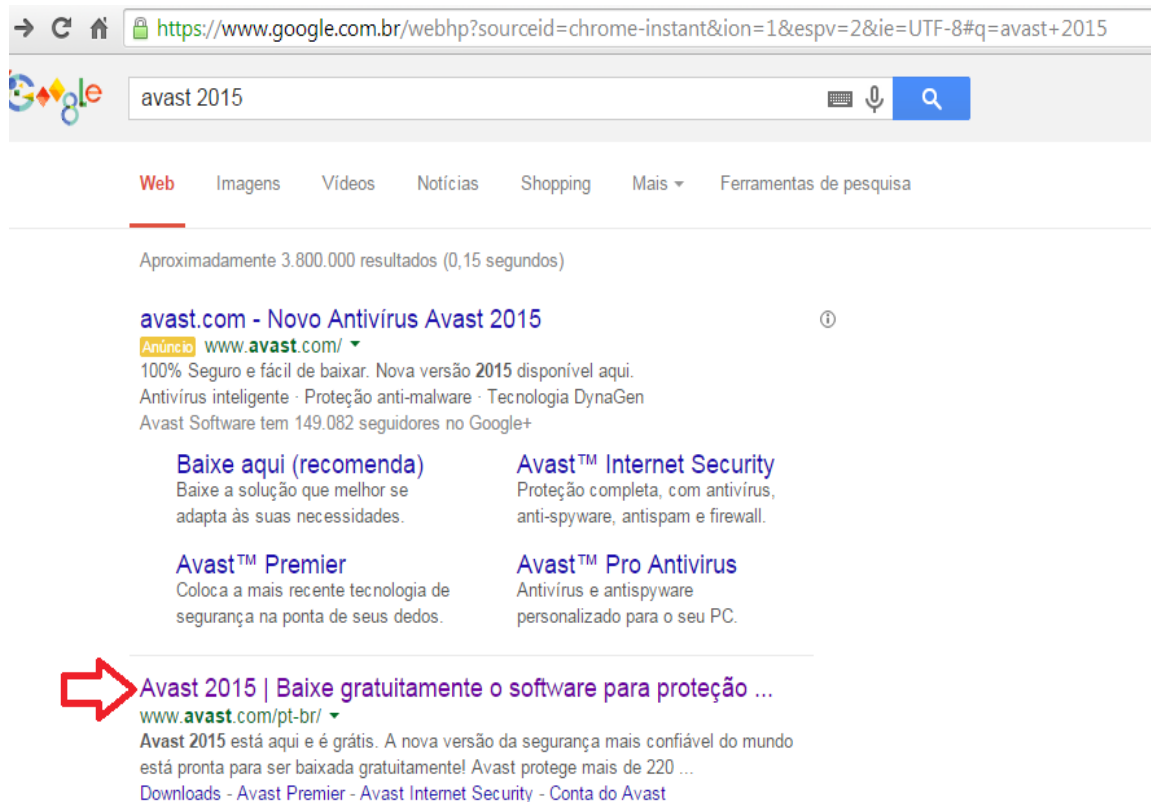 https://www.google.com.br/webhp?sourceid=chrome-instant&ion=1&espv=2&ie=UTF-8#q=avast+2015
Google
avast 2015
Web Imagens Vídeos Notícias Shopping Mais Ferramentas de pesquisa
Aproximadamente 3.800.000 resultados (0,15 segundos)
avast.com - Novo Antivírus Avast 2015
Anúncio www.avast.com/
100% Seguro e fácil de baixar. Nova versão 2015 disponível aqui.
Antivírus inteligente · Proteção anti-malware · Tecnologia DynaGen
Avast Software tem 149.082 seguidores no Google+
Baixe aqui (recomenda)
Baixe a solução que melhor se
adapta às suas necessidades.
Avast™ Internet Security
Proteção completa, com antivírus,
anti-spyware, antispam e firewall.
Avast™ Premier
Coloca a mais recente tecnologia de
segurança na ponta de seus dedos.
Avast™ Pro Antivirus
Antivírus e antispyware
personalizado para o seu PC.
Avast 2015 | Baixe gratuitamente o software para proteção ...
www.avast.com/pt-br/
Avast 2015 está aqui e é grátis. A nova versão da segurança mais confiável do mundo
está pronta para ser baixada gratuitamente! Avast protege mais de 220 ...
Downloads - Avast Premier - Avast Internet Security - Conta do Avast